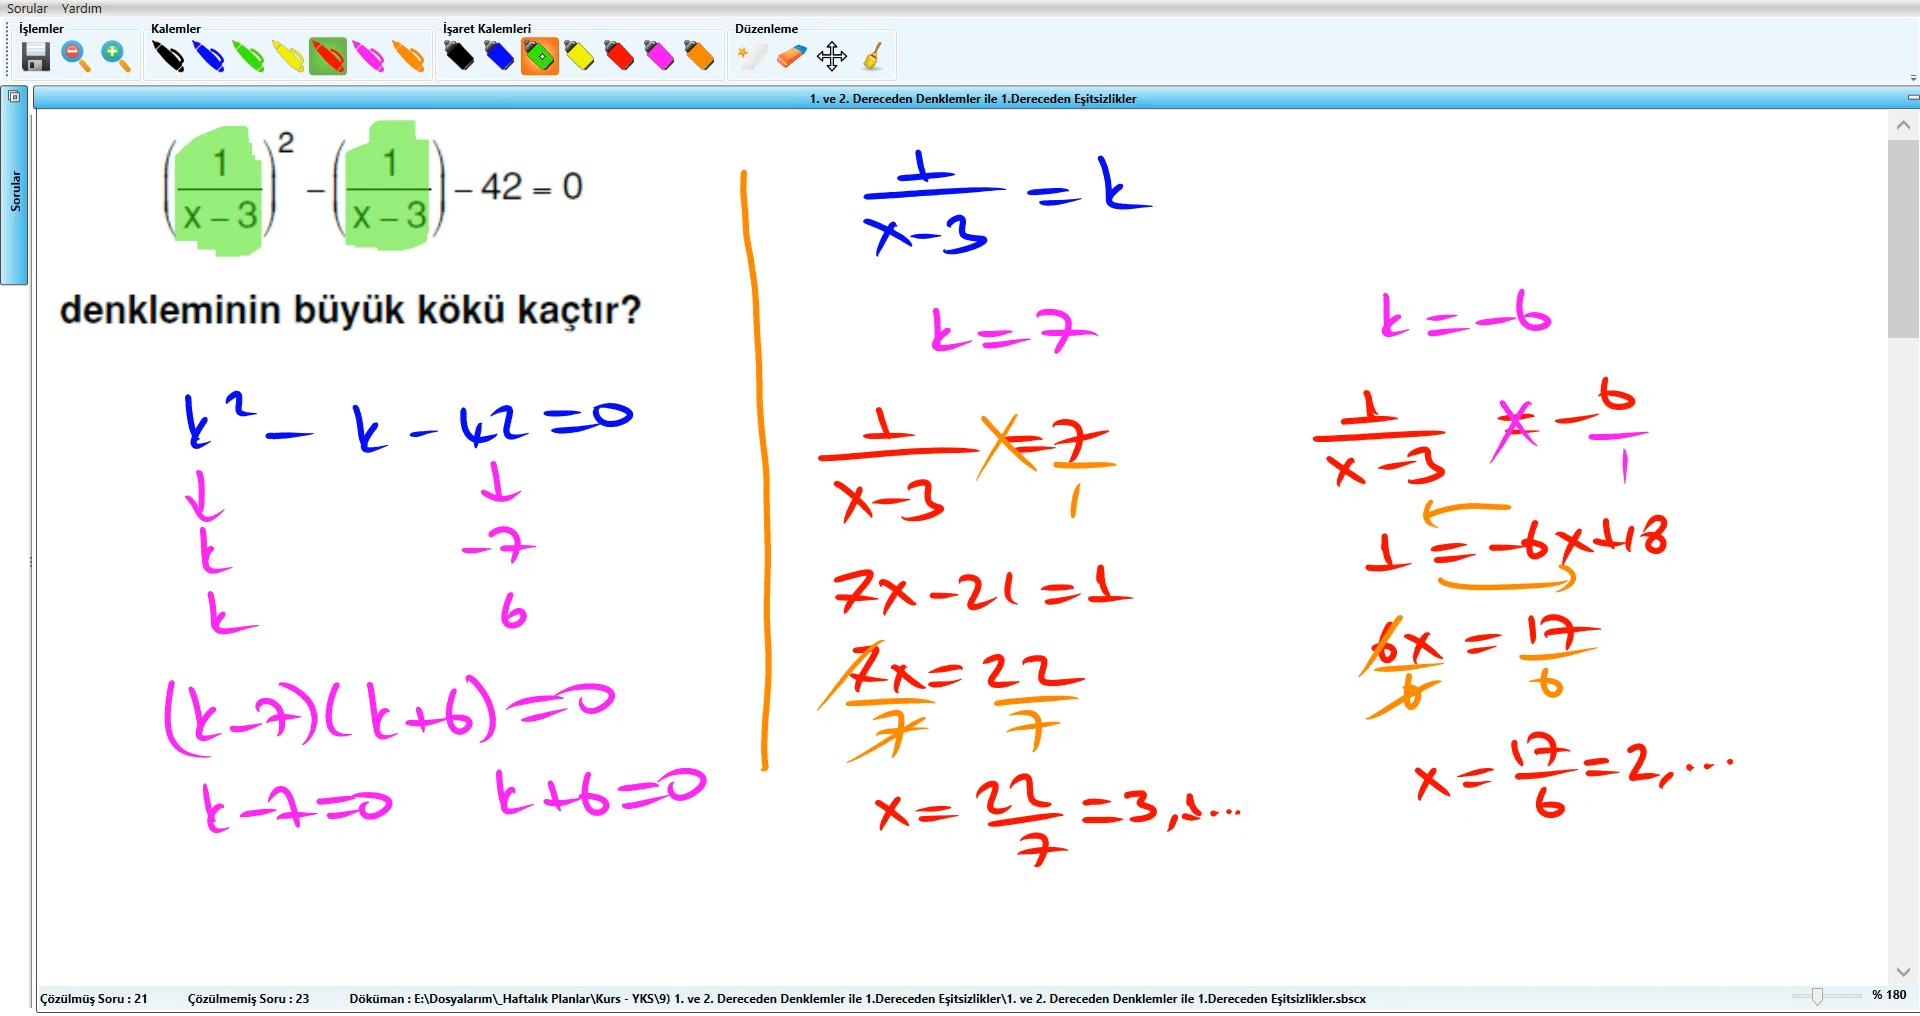 Sorular Yardım
İşlemler Kalemler İşaret Kalemleri Düzenleme
1. ve 2. Dereceden Denklemler ile 1.Dereceden Eşitsizlikler
Sorular
(1/(x – 3))² – (1/(x – 3)) – 42 = 0
denkleminin büyük kökü kaçtır?
k² – k – 42 = 0
↓ ↓
k -7
k 6
(k-7)(k+6)=0
k-7=0 k+6=0
1/(x-3) = k
k=7
1/(x-3) = 7/1
7x-21=1
7x/7 = 22/7
x = 22/7 = 3,1...
k=-6
1/(x-3) = -6/1
1 = -6x+18
6x/6 = 17/6
x = 17/6 = 2,...
Çözülmüş Soru : 21 Çözülmemiş Soru : 23 Döküman : E:\Dosyalarım\_Haftalık Planlar\Kurs - YKS\9) 1. ve 2. Dereceden Denklemler ile 1.Dereceden Eşitsizlikler\1. ve 2. Dereceden Denklemler ile 1.Dereceden Eşitsizlikler.sbscx % 180